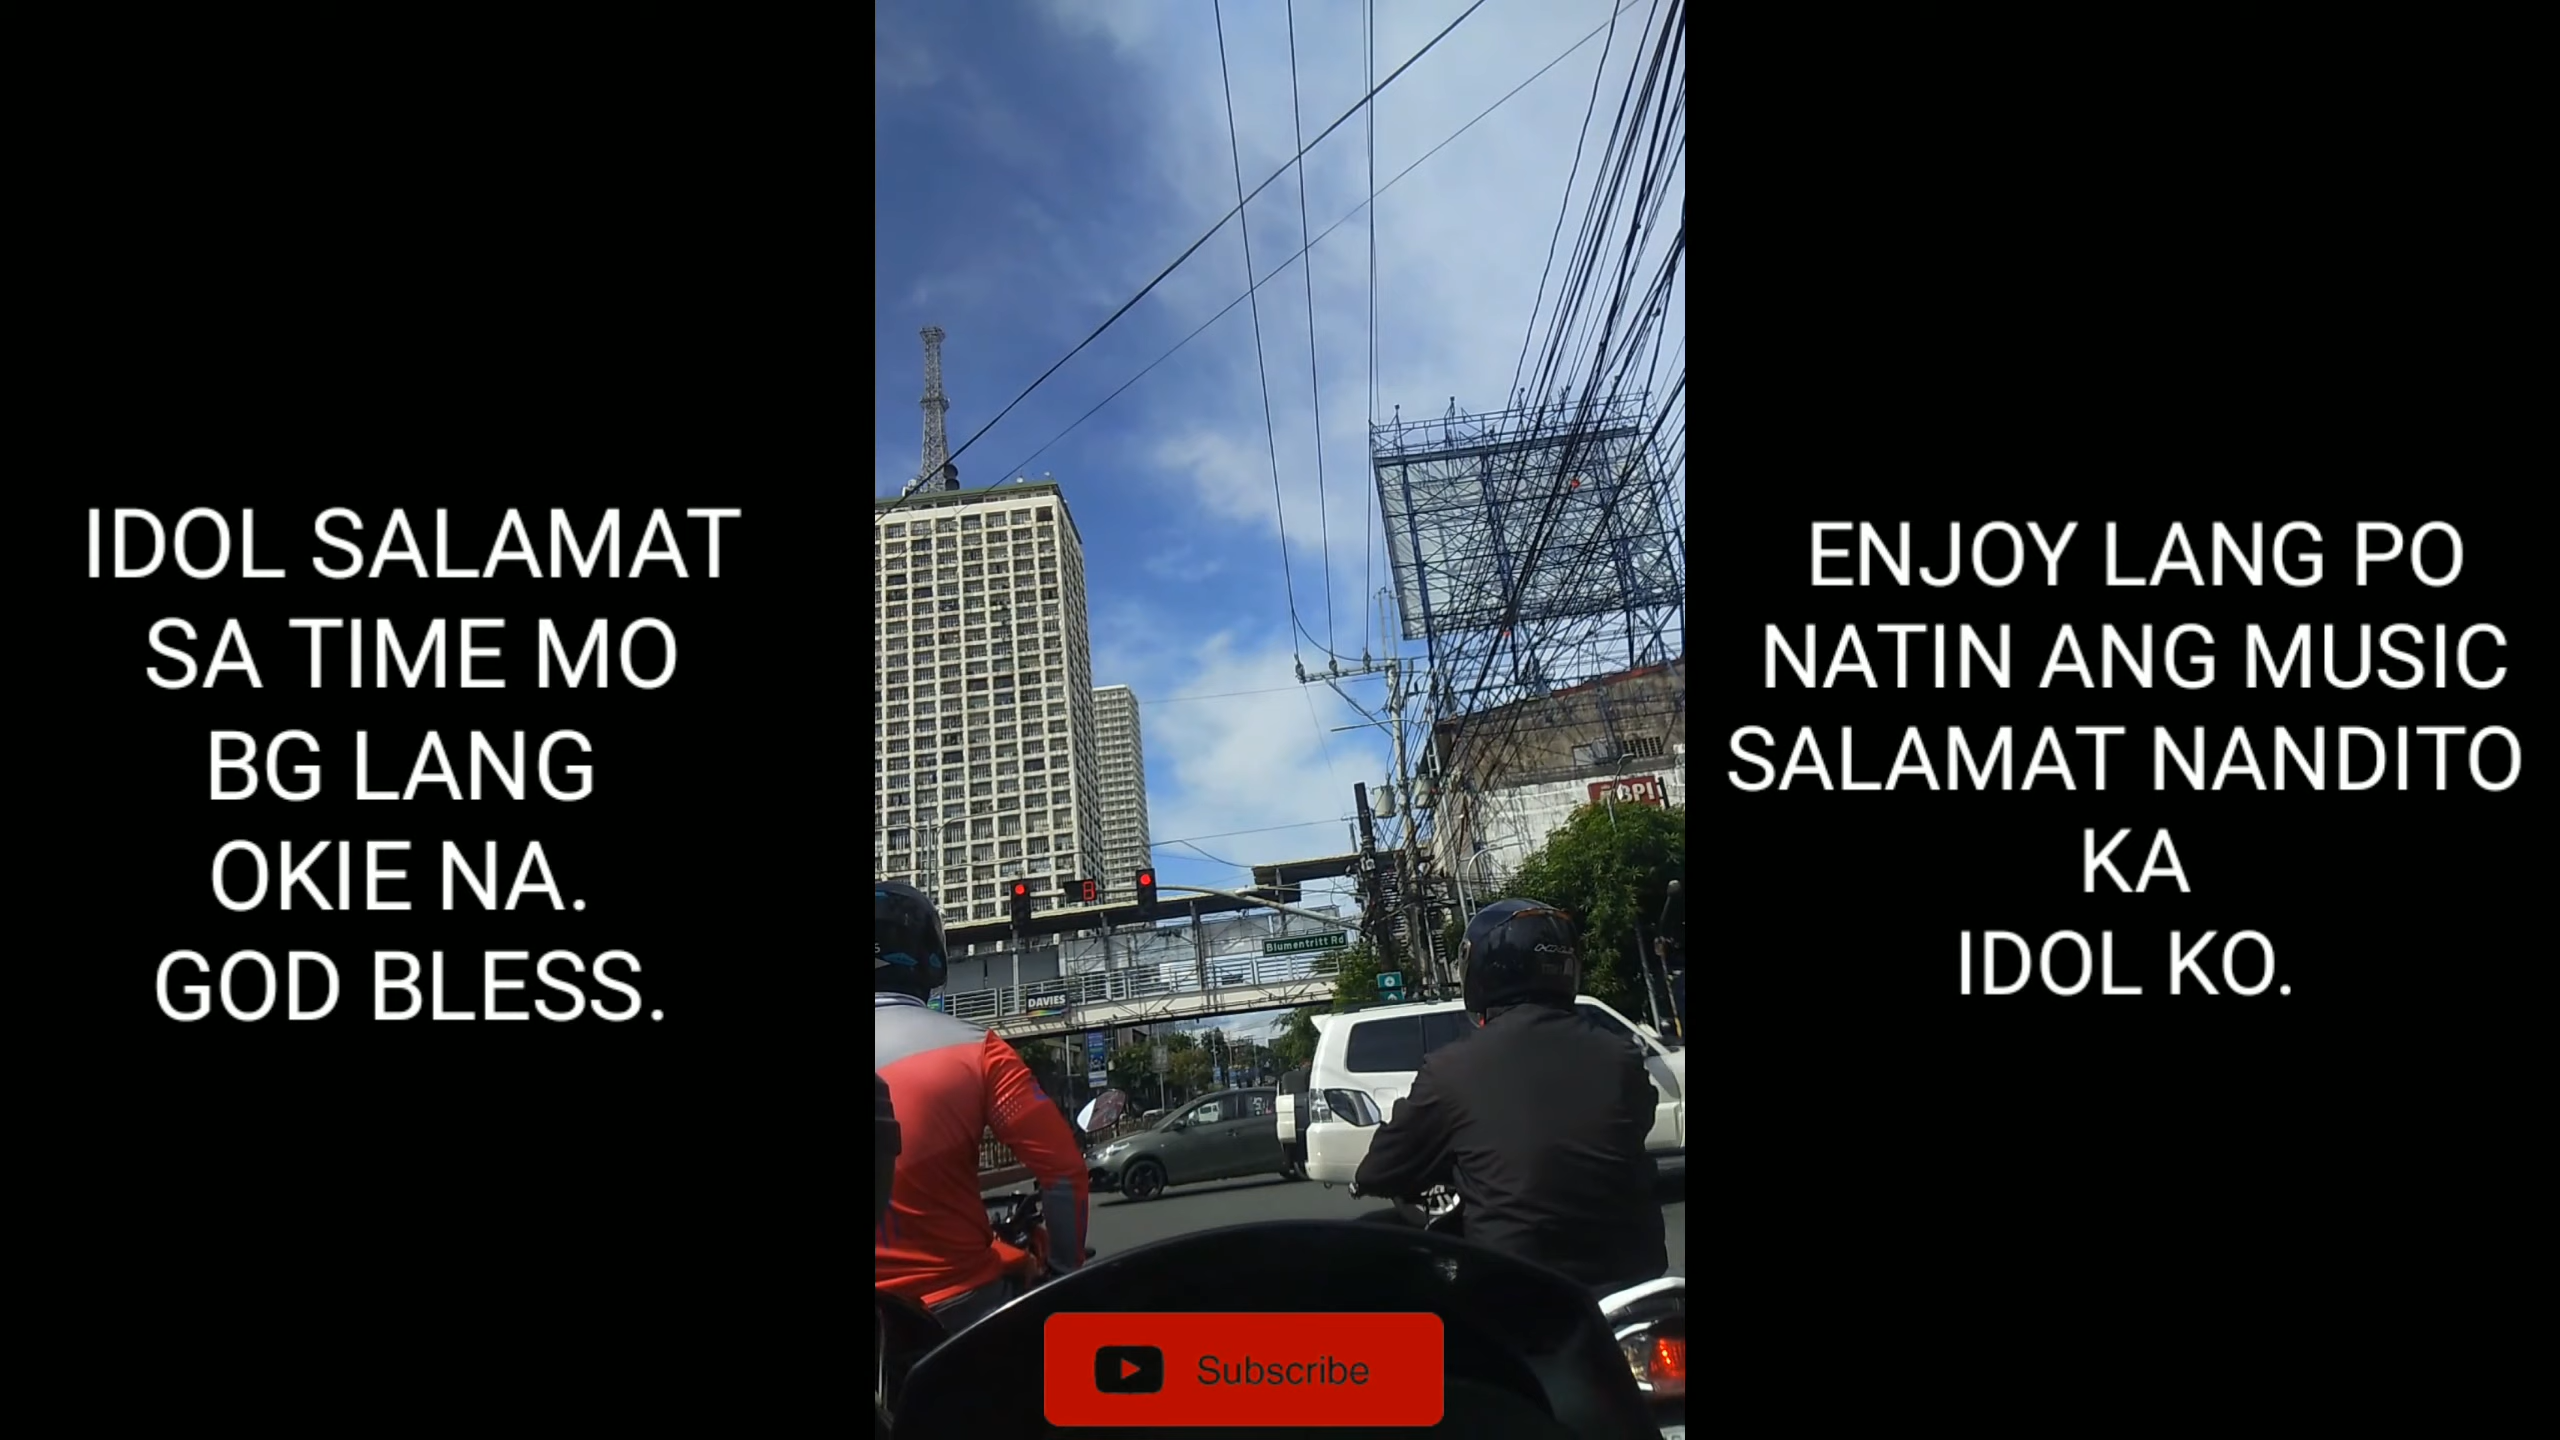 IDOL SALAMAT
SA TIME MO
BG LANG
OKIE NA.
GOD BLESS.
8
Blumentritt Rd
DAVIES
BPI
Subscribe
ENJOY LANG PO
NATIN ANG MUSIC
SALAMAT NANDITO
KA
IDOL KO.